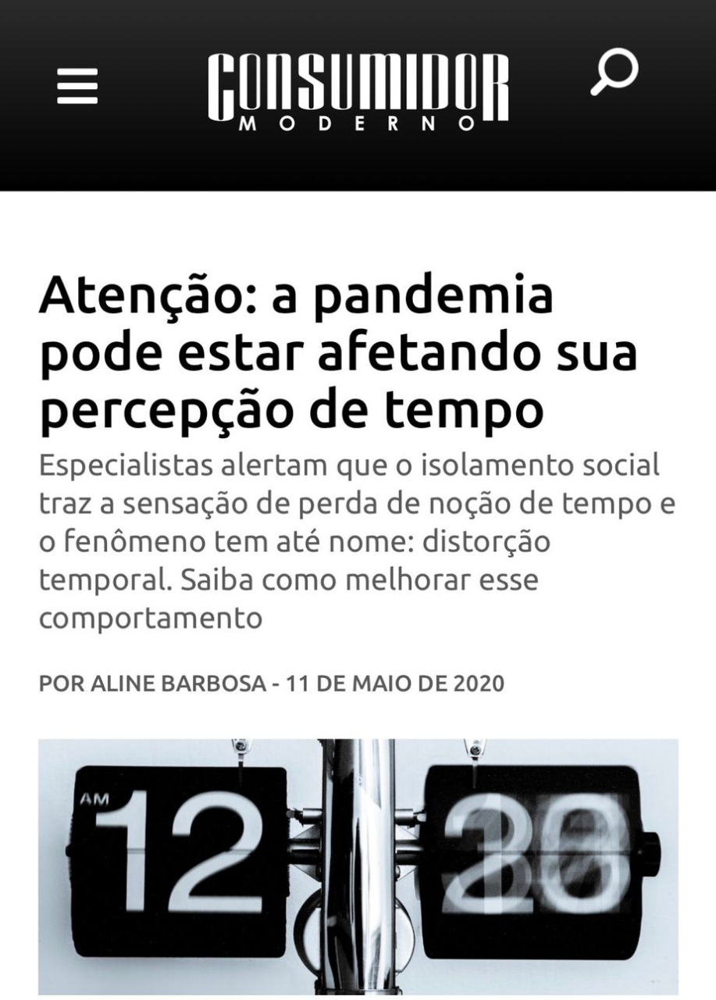 CONSUMIDOR
MODERNO
Atenção: a pandemia
pode estar afetando sua
percepção de tempo
Especialistas alertam que o isolamento social
traz a sensação de perda de noção de tempo e
o fenômeno tem até nome: distorção
temporal. Saiba como melhorar esse
comportamento
POR ALINE BARBOSA - 11 DE MAIO DE 2020
AM 12